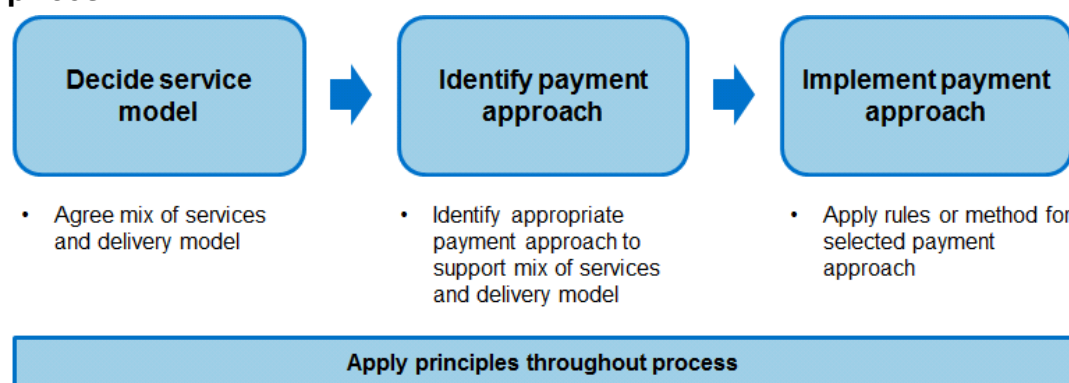 Decide service
model
Identify payment
approach
Implement payment
approach
• Agree mix of services
and delivery model
• Identify appropriate
payment approach to
support mix of services
and delivery model
• Apply rules or method for
selected payment
approach
Apply principles throughout process